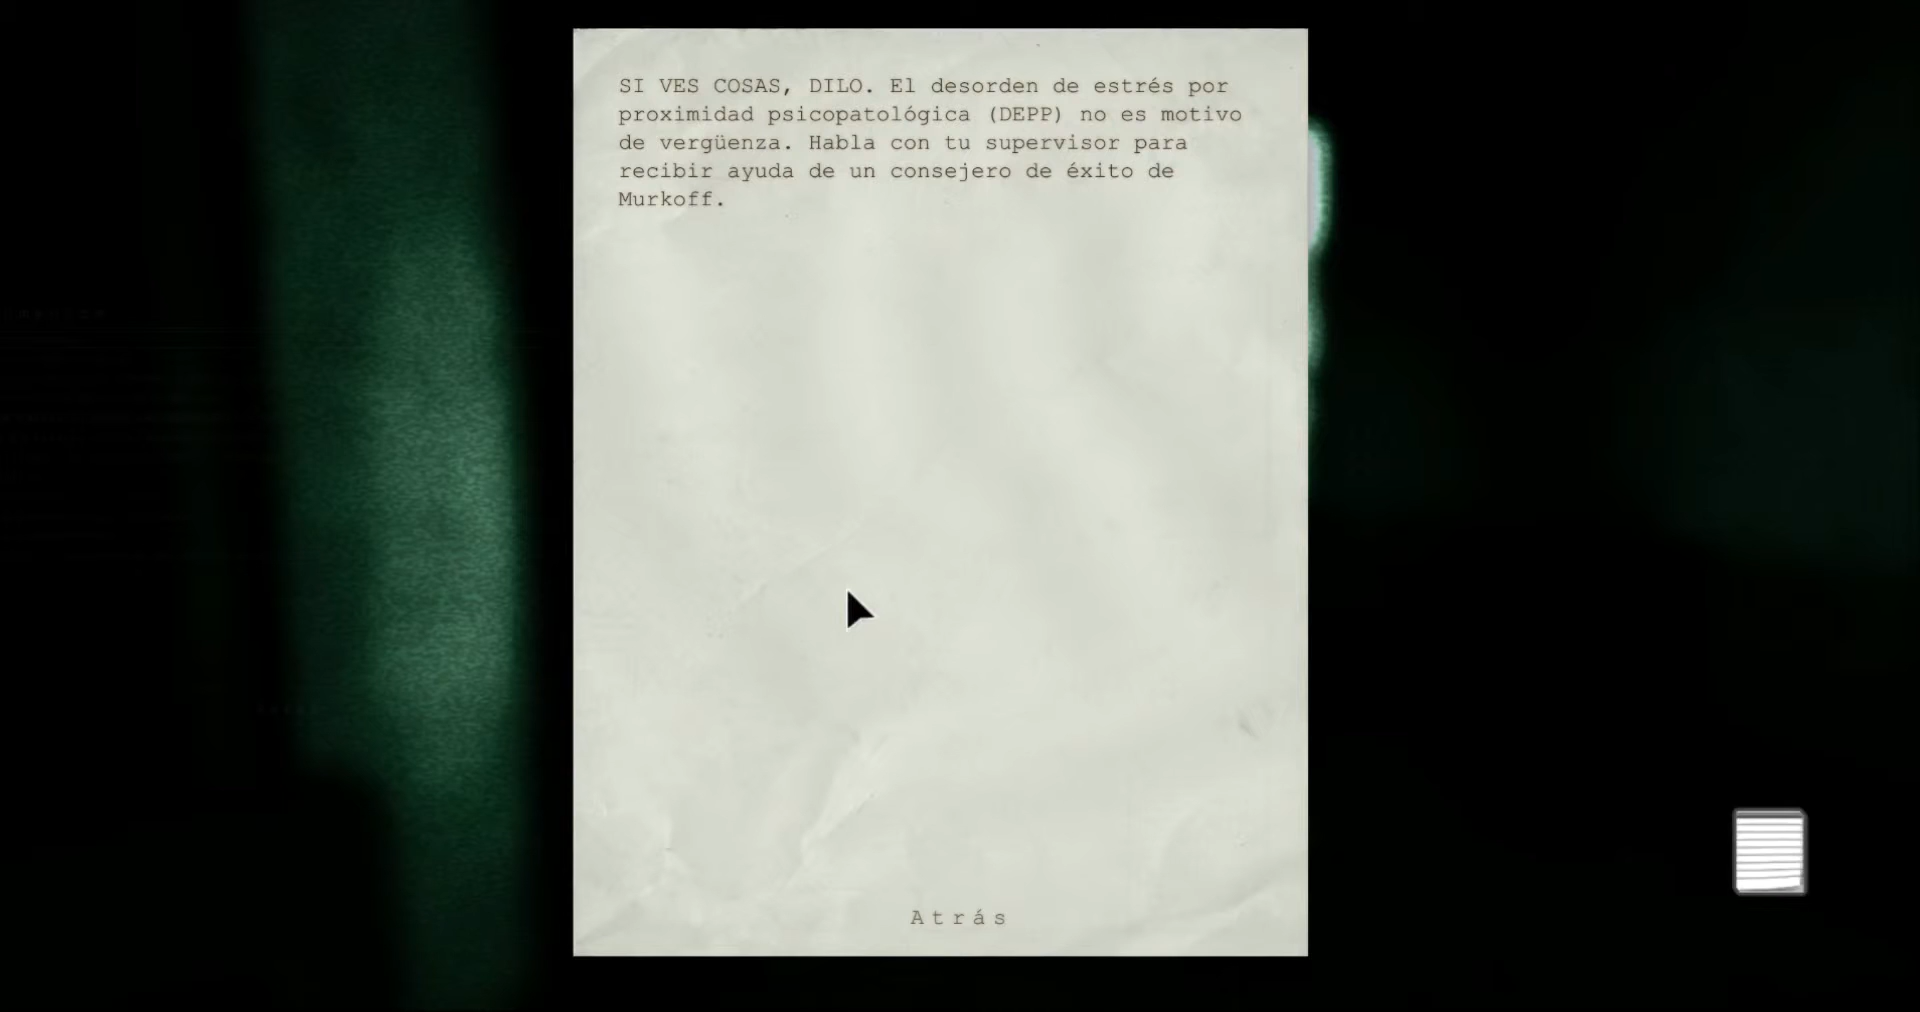 SI VES COSAS, DILO. El desorden de estrés por
proximidad psicopatológica (DEPP) no es motivo
de vergüenza. Habla con tu supervisor para
recibir ayuda de un consejero de éxito de
Murkoff.
Atrás